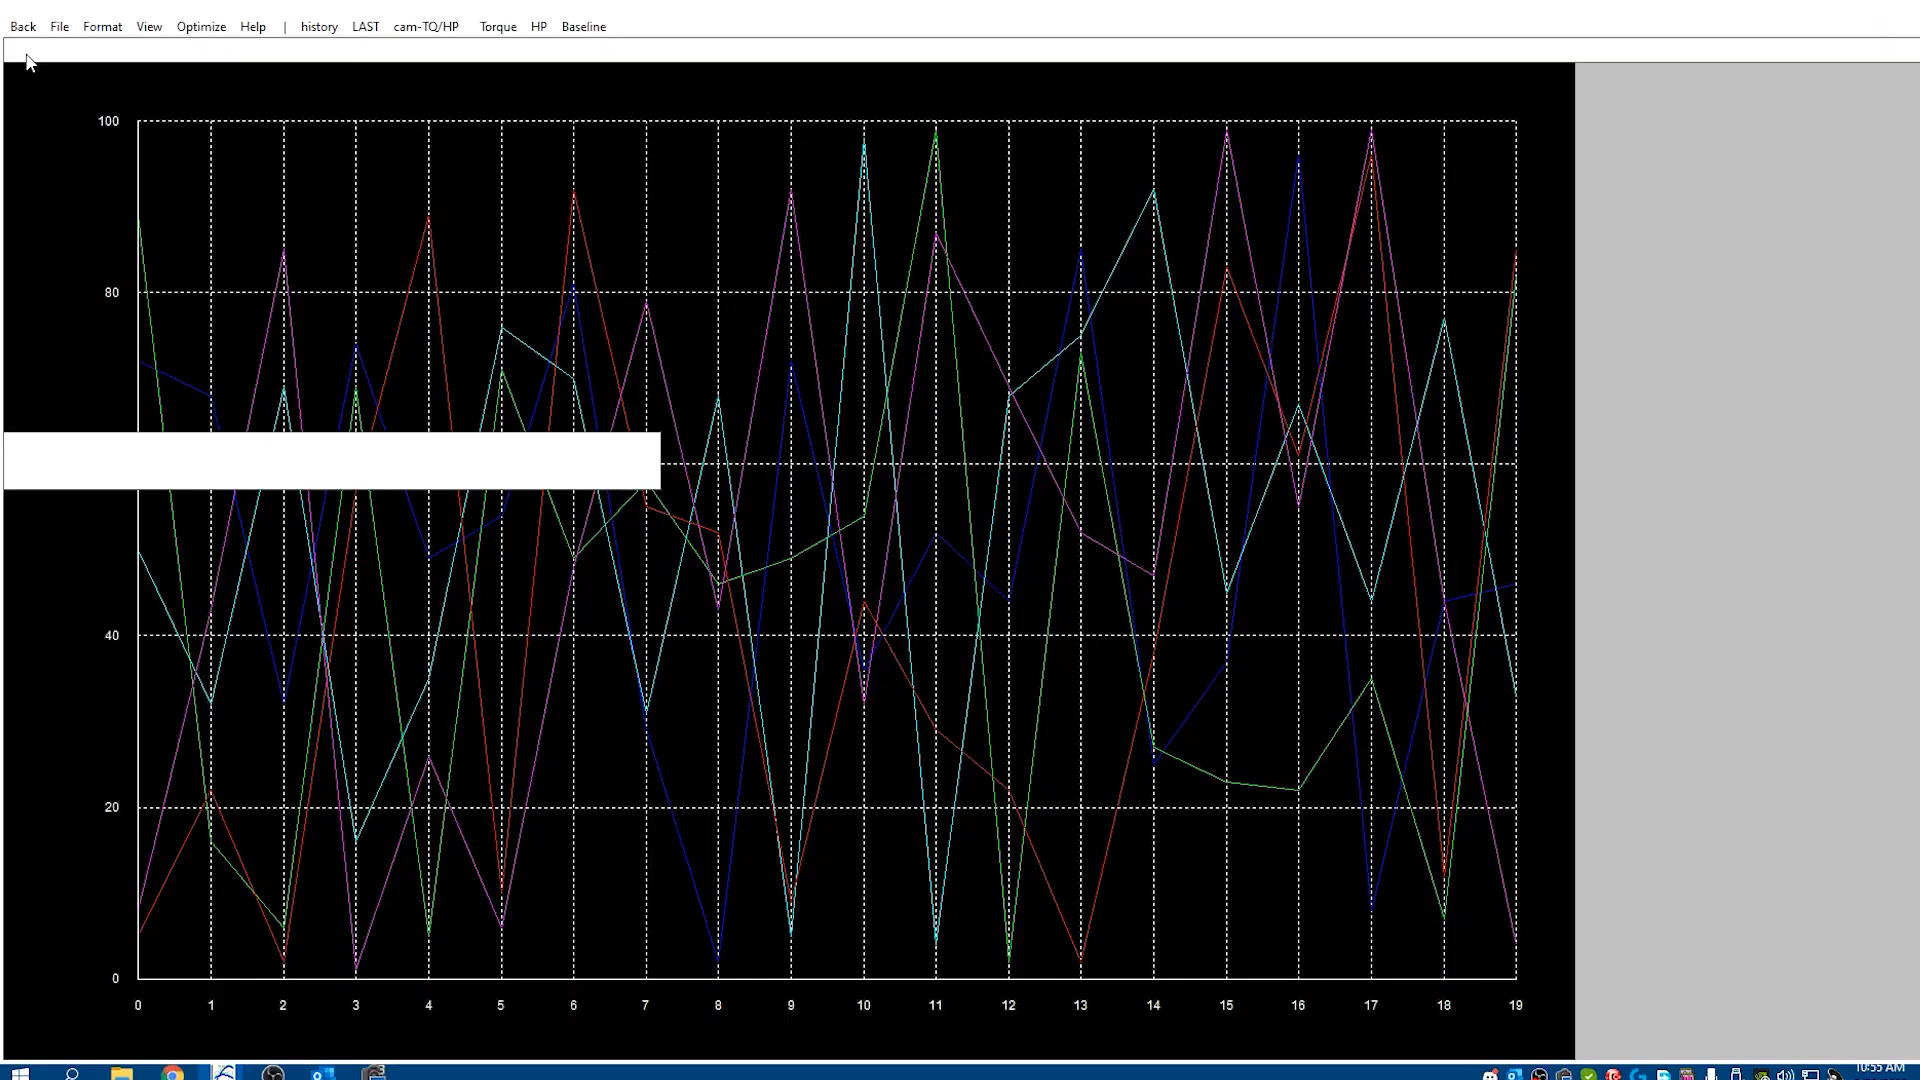 Back File Format View Optimize Help | history LAST cam-TQ/HP Torque HP Baseline
100
80
40
20
0
0 1 2 3 4 5 6 7 8 9 10 11 12 13 14 15 16 17 18 19
10:55 AM